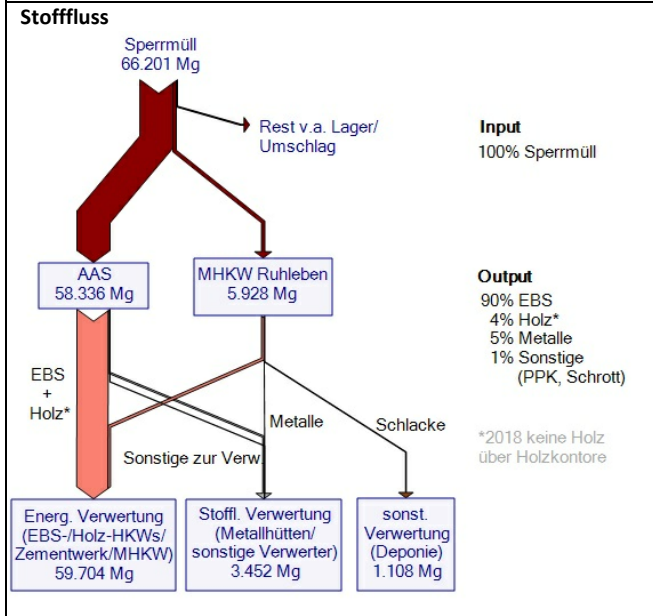 Stofffluss
Sperrmüll
66.201 Mg
Rest v.a. Lager/
Umschlag
Input
100% Sperrmüll
AAS
58.336 Mg
MHKW Ruhleben
5.928 Mg
Output
90% EBS
4% Holz*
5% Metalle
1% Sonstige
(PPK, Schrott)
EBS
+
Holz*
Metalle
Schlacke
*2018 keine Holz
über Holzkontore
Sonstige zur Verw.
Energ. Verwertung
(EBS-/Holz-HKWs/
Zementwerk/MHKW)
59.704 Mg
Stoffl. Verwertung
(Metallhütten/
sonstige Verwerter)
3.452 Mg
sonst.
Verwertung
(Deponie)
1.108 Mg